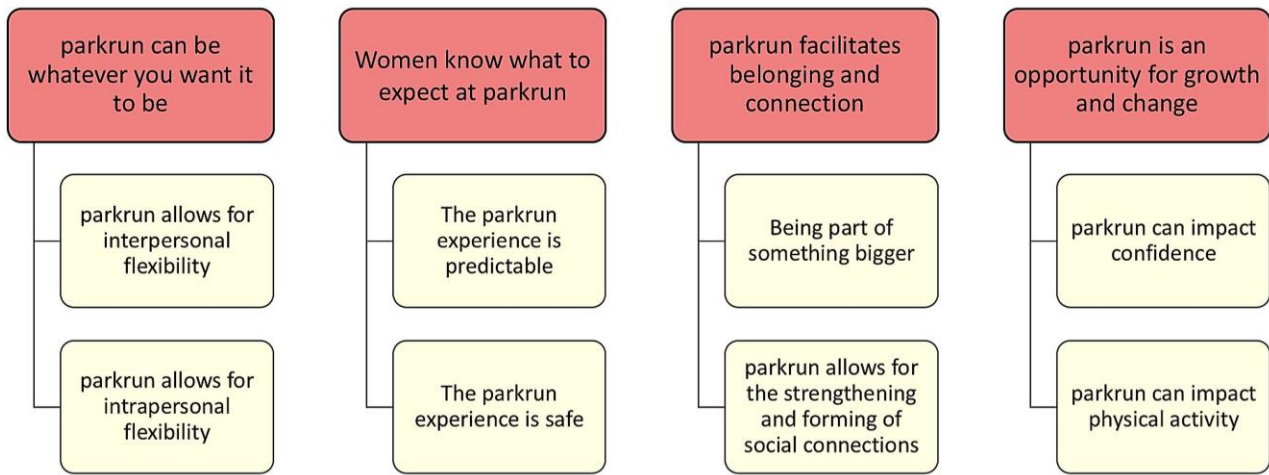 parkrun can be
whatever you want it
to be
parkrun allows for
interpersonal
flexibility
parkrun allows for
intrapersonal
flexibility
Women know what to
expect at parkrun
The parkrun
experience is
predictable
The parkrun
experience is safe
parkrun facilitates
belonging and
connection
Being part of
something bigger
parkrun allows for
the strengthening
and forming of
social connections
parkrun is an
opportunity for growth
and change
parkrun can impact
confidence
parkrun can impact
physical activity